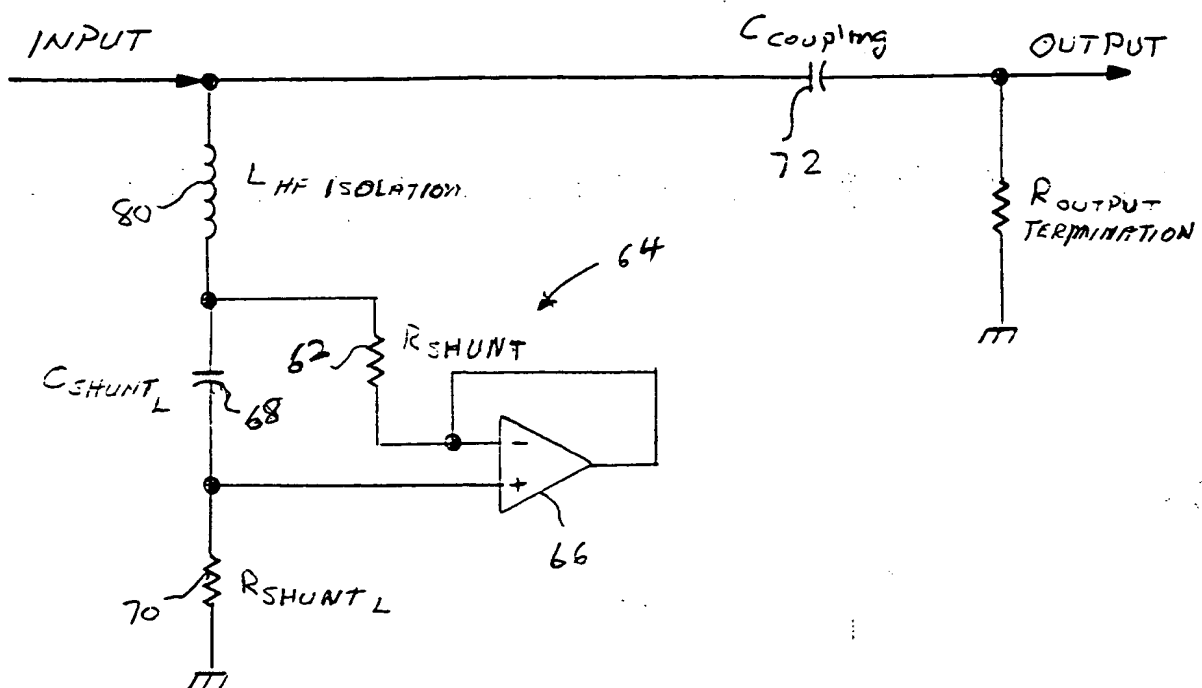 INPUT
C coupling
OUTPUT
72
L HF ISOLATION
80
R OUTPUT
TERMINATION
64
62
R SHUNT
C SHUNT L
68
-
+
66
70
R SHUNT L